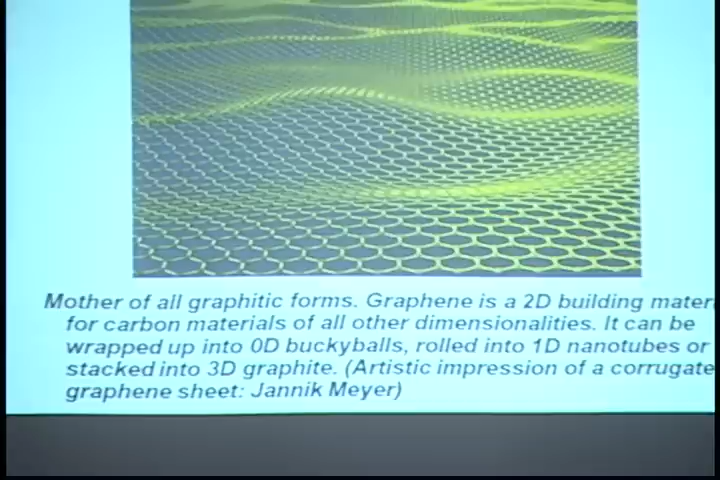 Mother of all graphitic forms. Graphene is a 2D building mater
for carbon materials of all other dimensionalities. It can be
wrapped up into 0D buckyballs, rolled into 1D nanotubes or
stacked into 3D graphite. (Artistic impression of a corrugate
graphene sheet: Jannik Meyer)